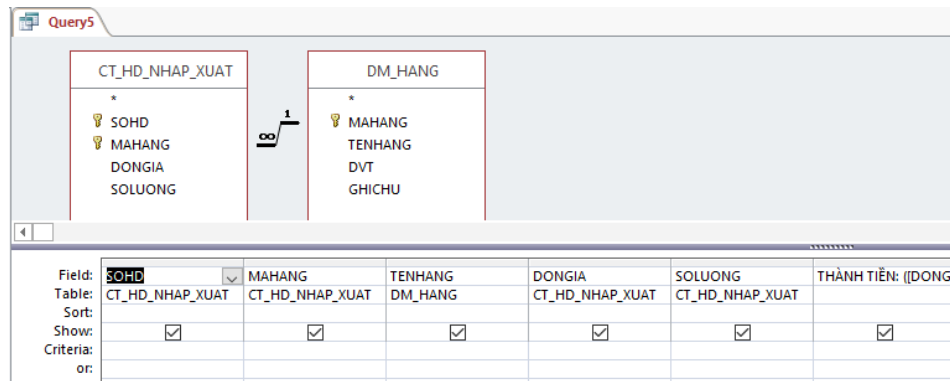 Query5
CT_HD_NHAP_XUAT
*
SOHD
MAHANG
DONGIA
SOLUONG
∞ 1
DM_HANG
*
MAHANG
TENHANG
DVT
GHICHU
Field: SOHD MAHANG TENHANG DONGIA SOLUONG THÀNH TIỀN: ([DONG
Table: CT_HD_NHAP_XUAT CT_HD_NHAP_XUAT DM_HANG CT_HD_NHAP_XUAT CT_HD_NHAP_XUAT
Sort:
Show:
Criteria:
or: